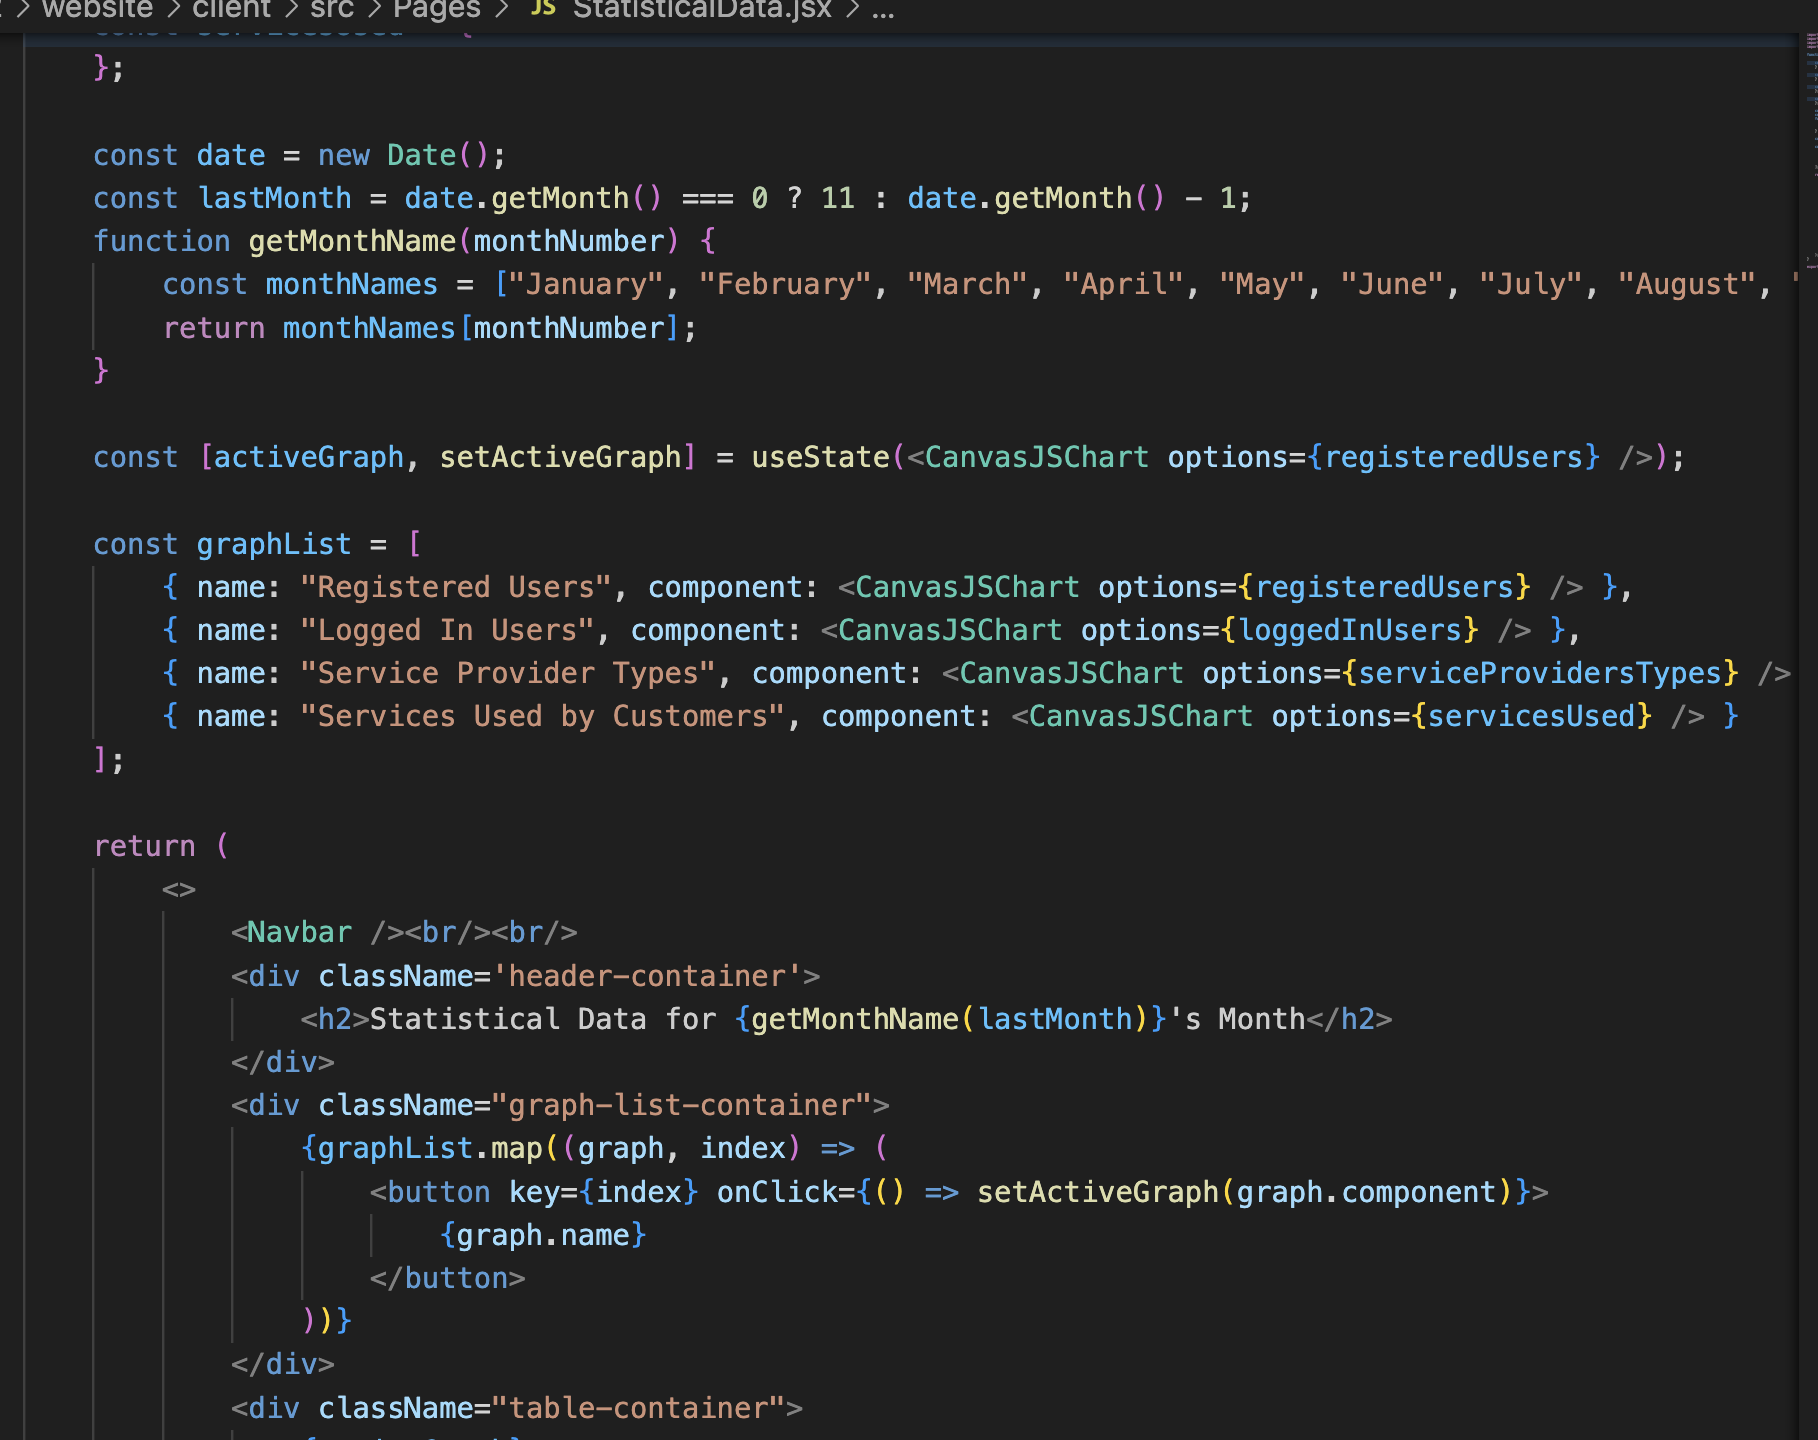 website > client > src > Pages > JS StatisticalData.jsx > ...
const servicesUsed = {
};
const date = new Date();
const lastMonth = date.getMonth() === 0 ? 11 : date.getMonth() - 1;
function getMonthName(monthNumber) {
const monthNames = ["January", "February", "March", "April", "May", "June", "July", "August", "
return monthNames[monthNumber];
}
const [activeGraph, setActiveGraph] = useState(<CanvasJSChart options={registeredUsers} />);
const graphList = [
{ name: "Registered Users", component: <CanvasJSChart options={registeredUsers} /> },
{ name: "Logged In Users", component: <CanvasJSChart options={loggedInUsers} /> },
{ name: "Service Provider Types", component: <CanvasJSChart options={serviceProvidersTypes} />
{ name: "Services Used by Customers", component: <CanvasJSChart options={servicesUsed} /> }
];
return (
<>
<Navbar /><br/><br/>
<div className='header-container'>
<h2>Statistical Data for {getMonthName(lastMonth)}'s Month</h2>
</div>
<div className="graph-list-container">
{graphList.map((graph, index) => (
<button key={index} onClick={() => setActiveGraph(graph.component)}>
{graph.name}
</button>
))}
</div>
<div className="table-container">